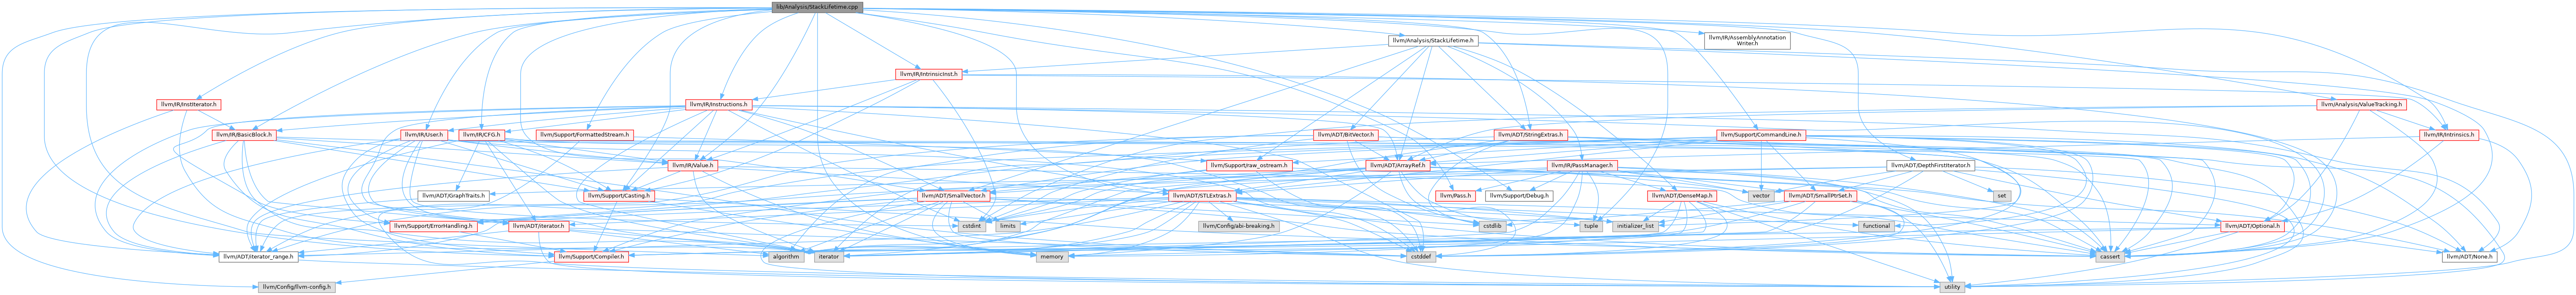 lib/Analysis/StackLifetime.cpp
llvm/Analysis/StackLifetime.h
llvm/IR/AssemblyAnnotation
Writer.h
llvm/IR/IntrinsicInst.h
llvm/IR/InstIterator.h
llvm/IR/Instructions.h
llvm/Analysis/ValueTracking.h
llvm/IR/BasicBlock.h
llvm/IR/User.h
llvm/IR/CFG.h
llvm/Support/FormattedStream.h
llvm/ADT/BitVector.h
llvm/ADT/StringExtras.h
llvm/Support/CommandLine.h
llvm/IR/Intrinsics.h
llvm/IR/Value.h
llvm/Support/raw_ostream.h
llvm/ADT/ArrayRef.h
llvm/IR/PassManager.h
llvm/ADT/DepthFirstIterator.h
llvm/ADT/GraphTraits.h
llvm/Support/Casting.h
llvm/ADT/SmallVector.h
llvm/ADT/STLExtras.h
llvm/Pass.h
llvm/Support/Debug.h
llvm/ADT/DenseMap.h
vector
llvm/ADT/SmallPtrSet.h
set
llvm/Support/ErrorHandling.h
llvm/ADT/iterator.h
cstdint
limits
llvm/Config/abi-breaking.h
cstdlib
tuple
initializer_list
functional
llvm/ADT/Optional.h
llvm/ADT/iterator_range.h
llvm/Support/Compiler.h
algorithm
iterator
memory
cstddef
cassert
llvm/ADT/None.h
llvm/Config/llvm-config.h
utility